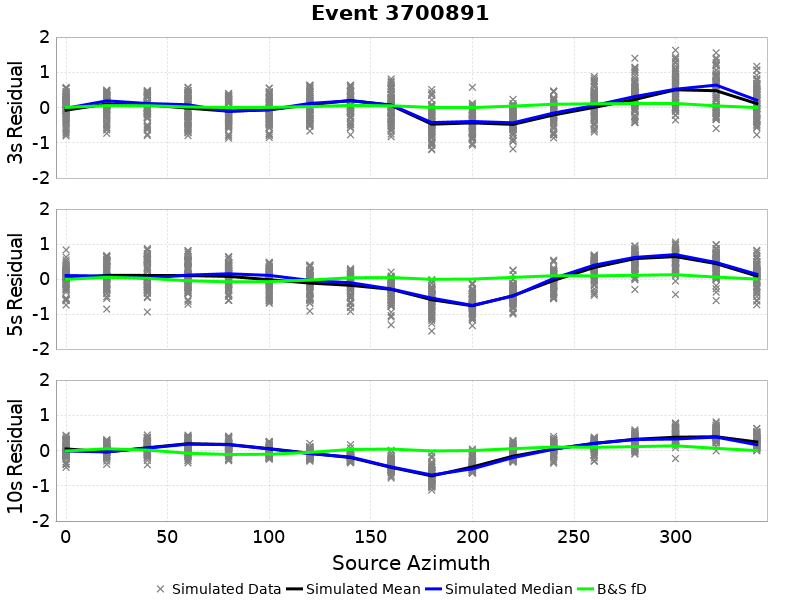 Event 3700891
3s Residual
2
1
0
-1
-2
5s Residual
2
1
0
-1
-2
10s Residual
2
1
0
-1
-2
0 50 100 150 200 250 300
Source Azimuth
Simulated Data Simulated Mean Simulated Median B&S fD